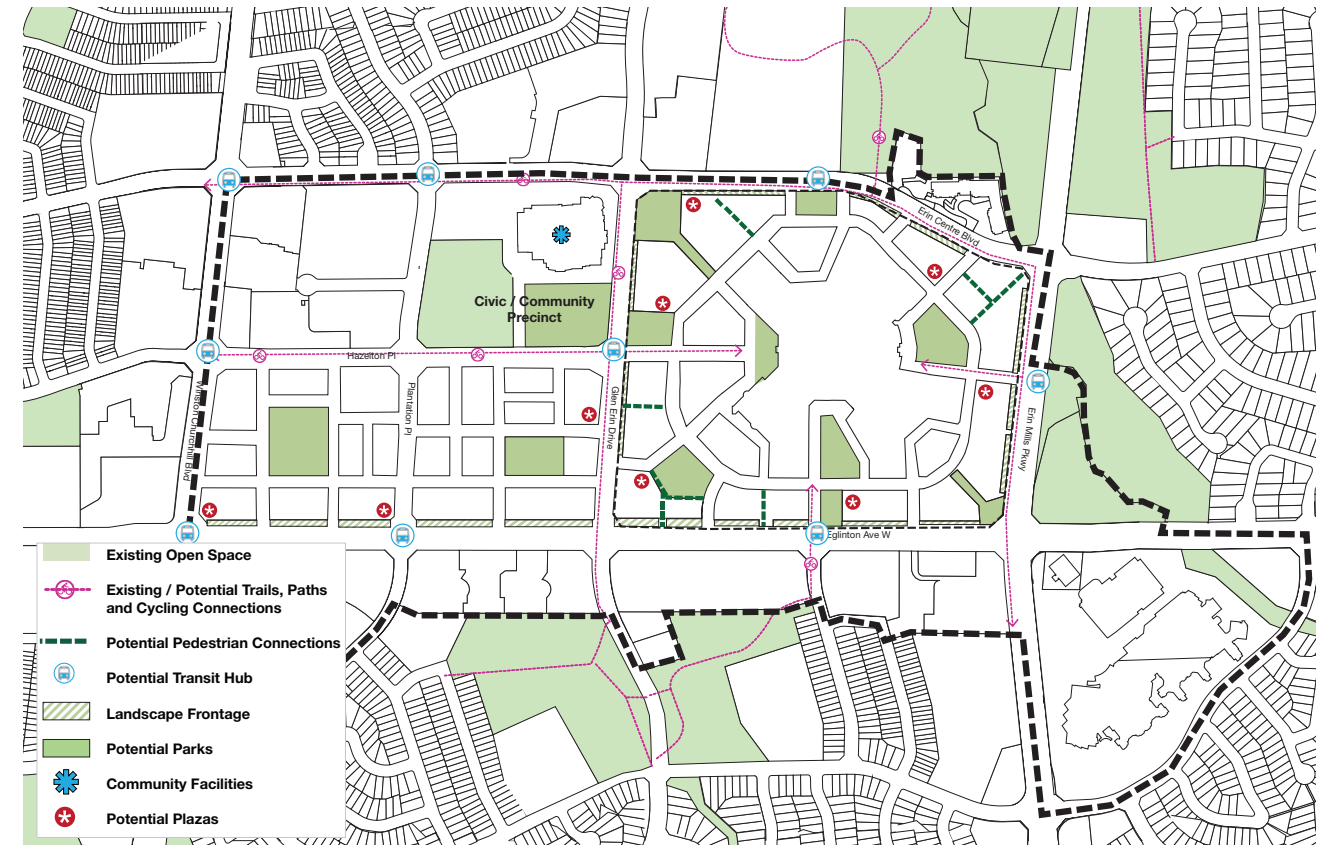 Erin Centre Blvd
Civic / Community
Precinct
Hazelton Pl
Winston Churchill Blvd
Plantation Pl
Glen Erin Drive
Erin Mills Pkwy
Eglinton Ave W
Existing Open Space
Existing / Potential Trails, Paths
and Cycling Connections
Potential Pedestrian Connections
Potential Transit Hub
Landscape Frontage
Potential Parks
Community Facilities
Potential Plazas